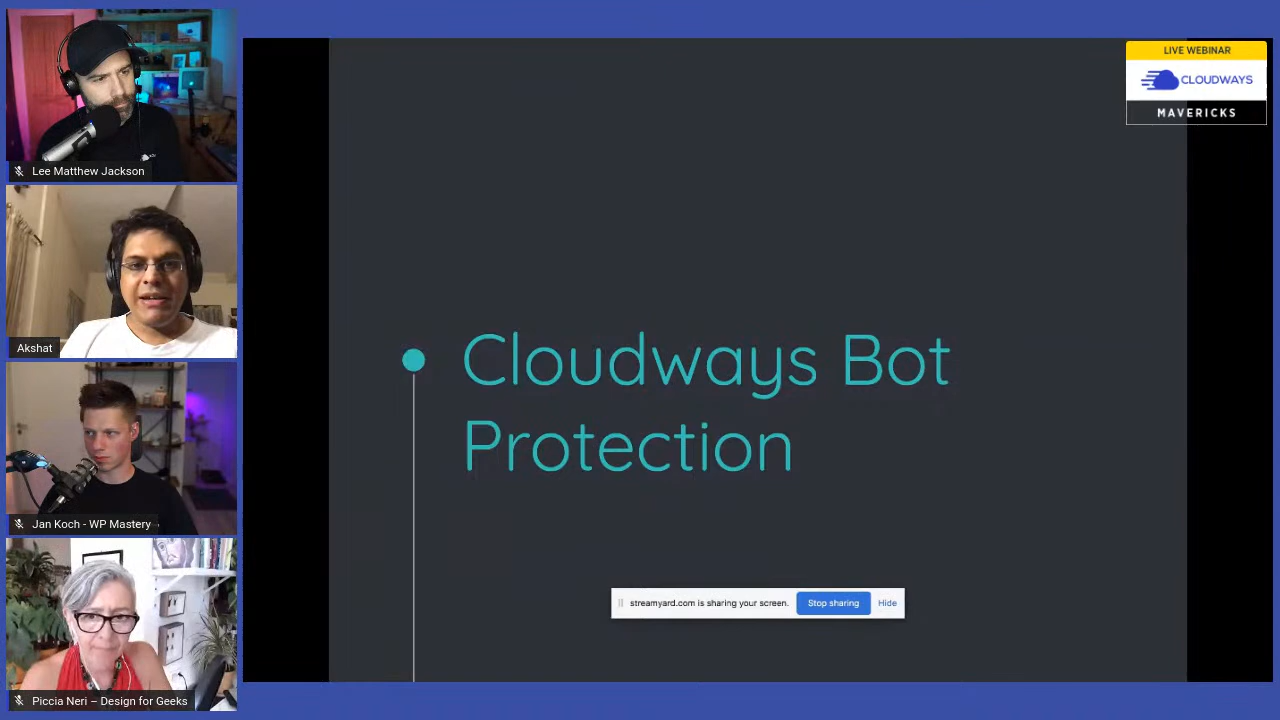 Lee Matthew Jackson
Akshat
Jan Koch - WP Mastery
Piccia Neri – Design for Geeks
LIVE WEBINAR
CLOUDWAYS
MAVERICKS
Cloudways Bot
Protection
streamyard.com is sharing your screen. Stop sharing Hide